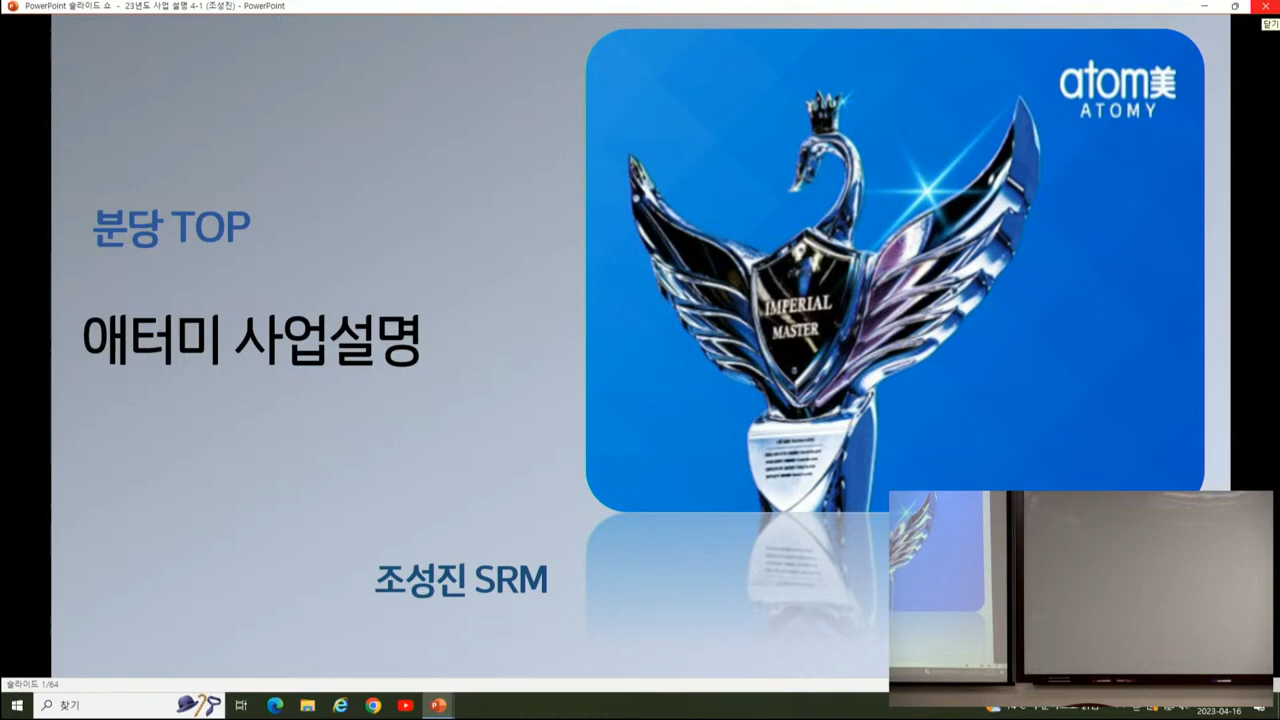 PowerPoint 슬라이드 쇼 - 23년도 사업 설명 4-1 (조성진) - PowerPoint
닫기
atom美
ATOMY
분당 TOP
애터미 사업설명
IMPERIAL
MASTER
조성진 SRM
슬라이드 1/64
찾기
2023-04-16